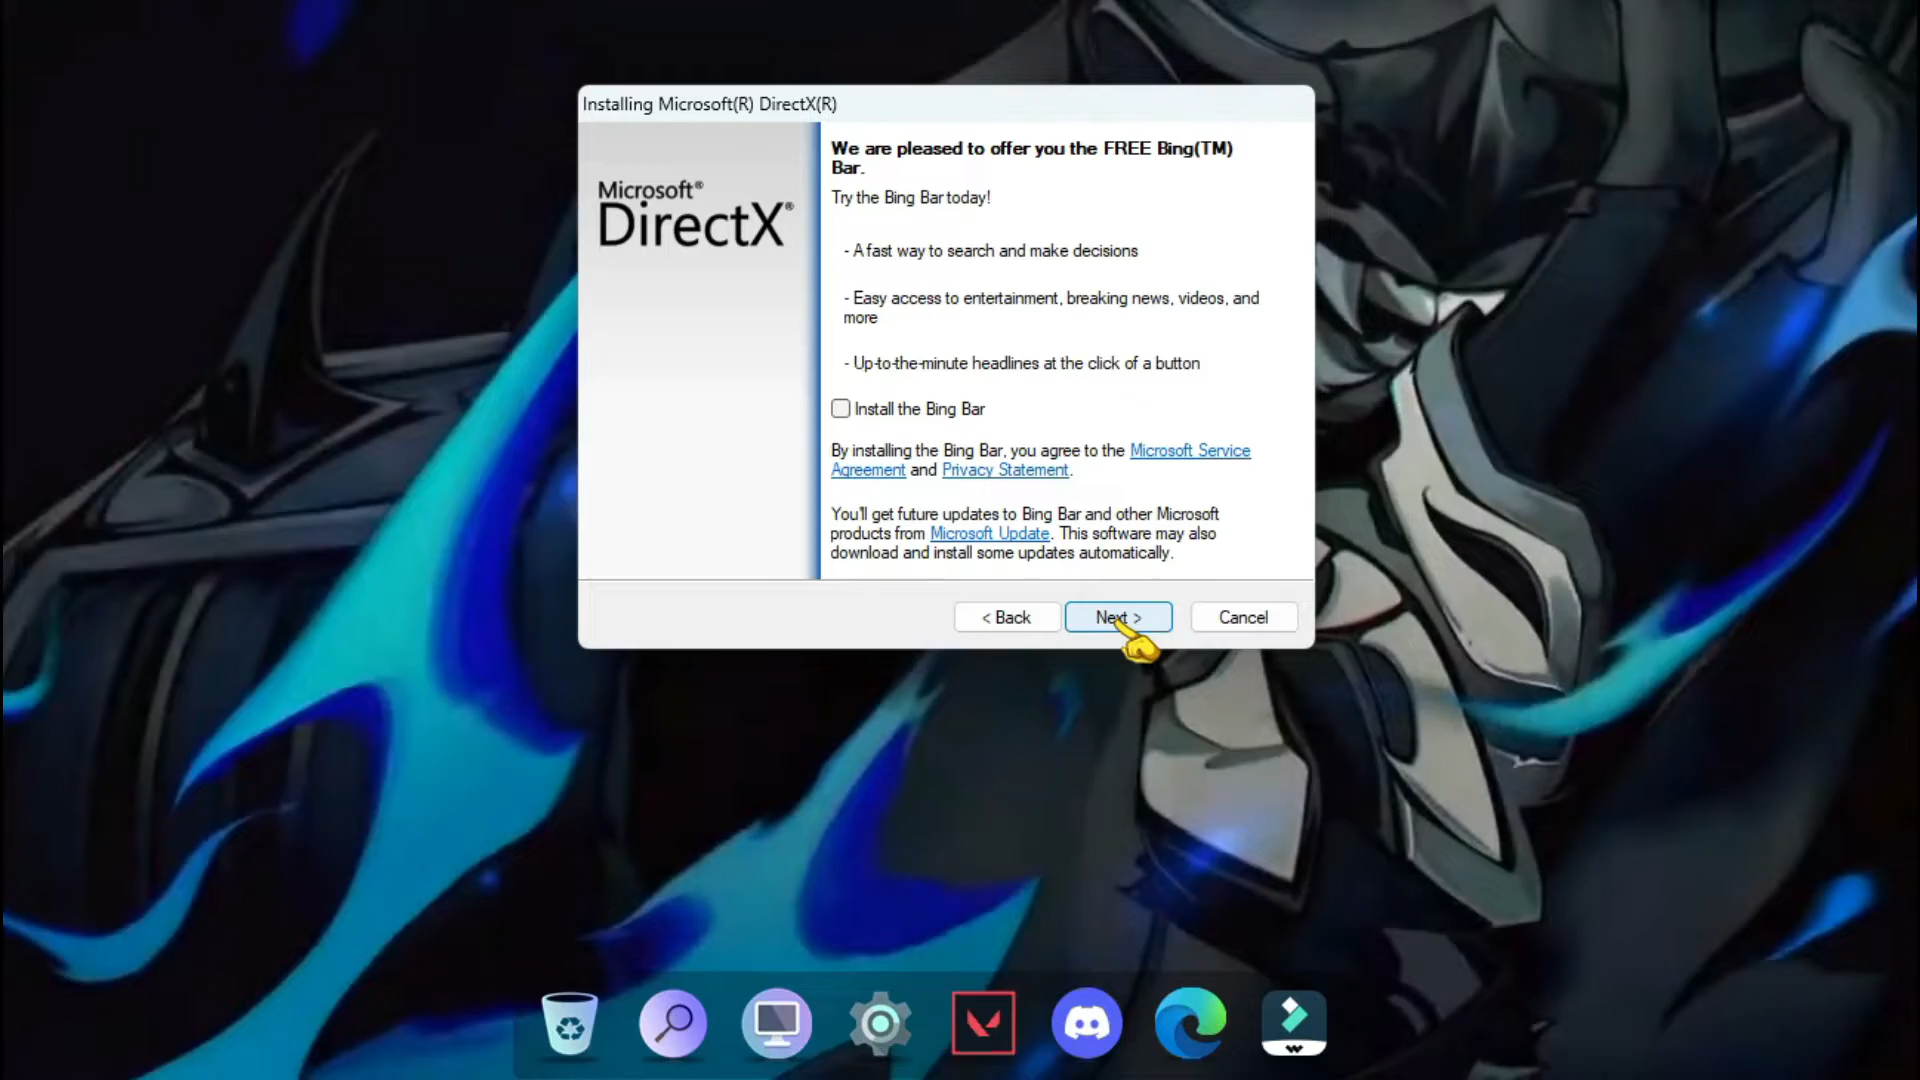 Installing Microsoft(R) DirectX(R)
Microsoft®
DirectX®
We are pleased to offer you the FREE Bing(TM)
Bar.
Try the Bing Bar today!
- A fast way to search and make decisions
- Easy access to entertainment, breaking news, videos, and
more
- Up-to-the-minute headlines at the click of a button
Install the Bing Bar
By installing the Bing Bar, you agree to the Microsoft Service
Agreement and Privacy Statement.
You'll get future updates to Bing Bar and other Microsoft
products from Microsoft Update. This software may also
download and install some updates automatically.
< Back
Next >
Cancel